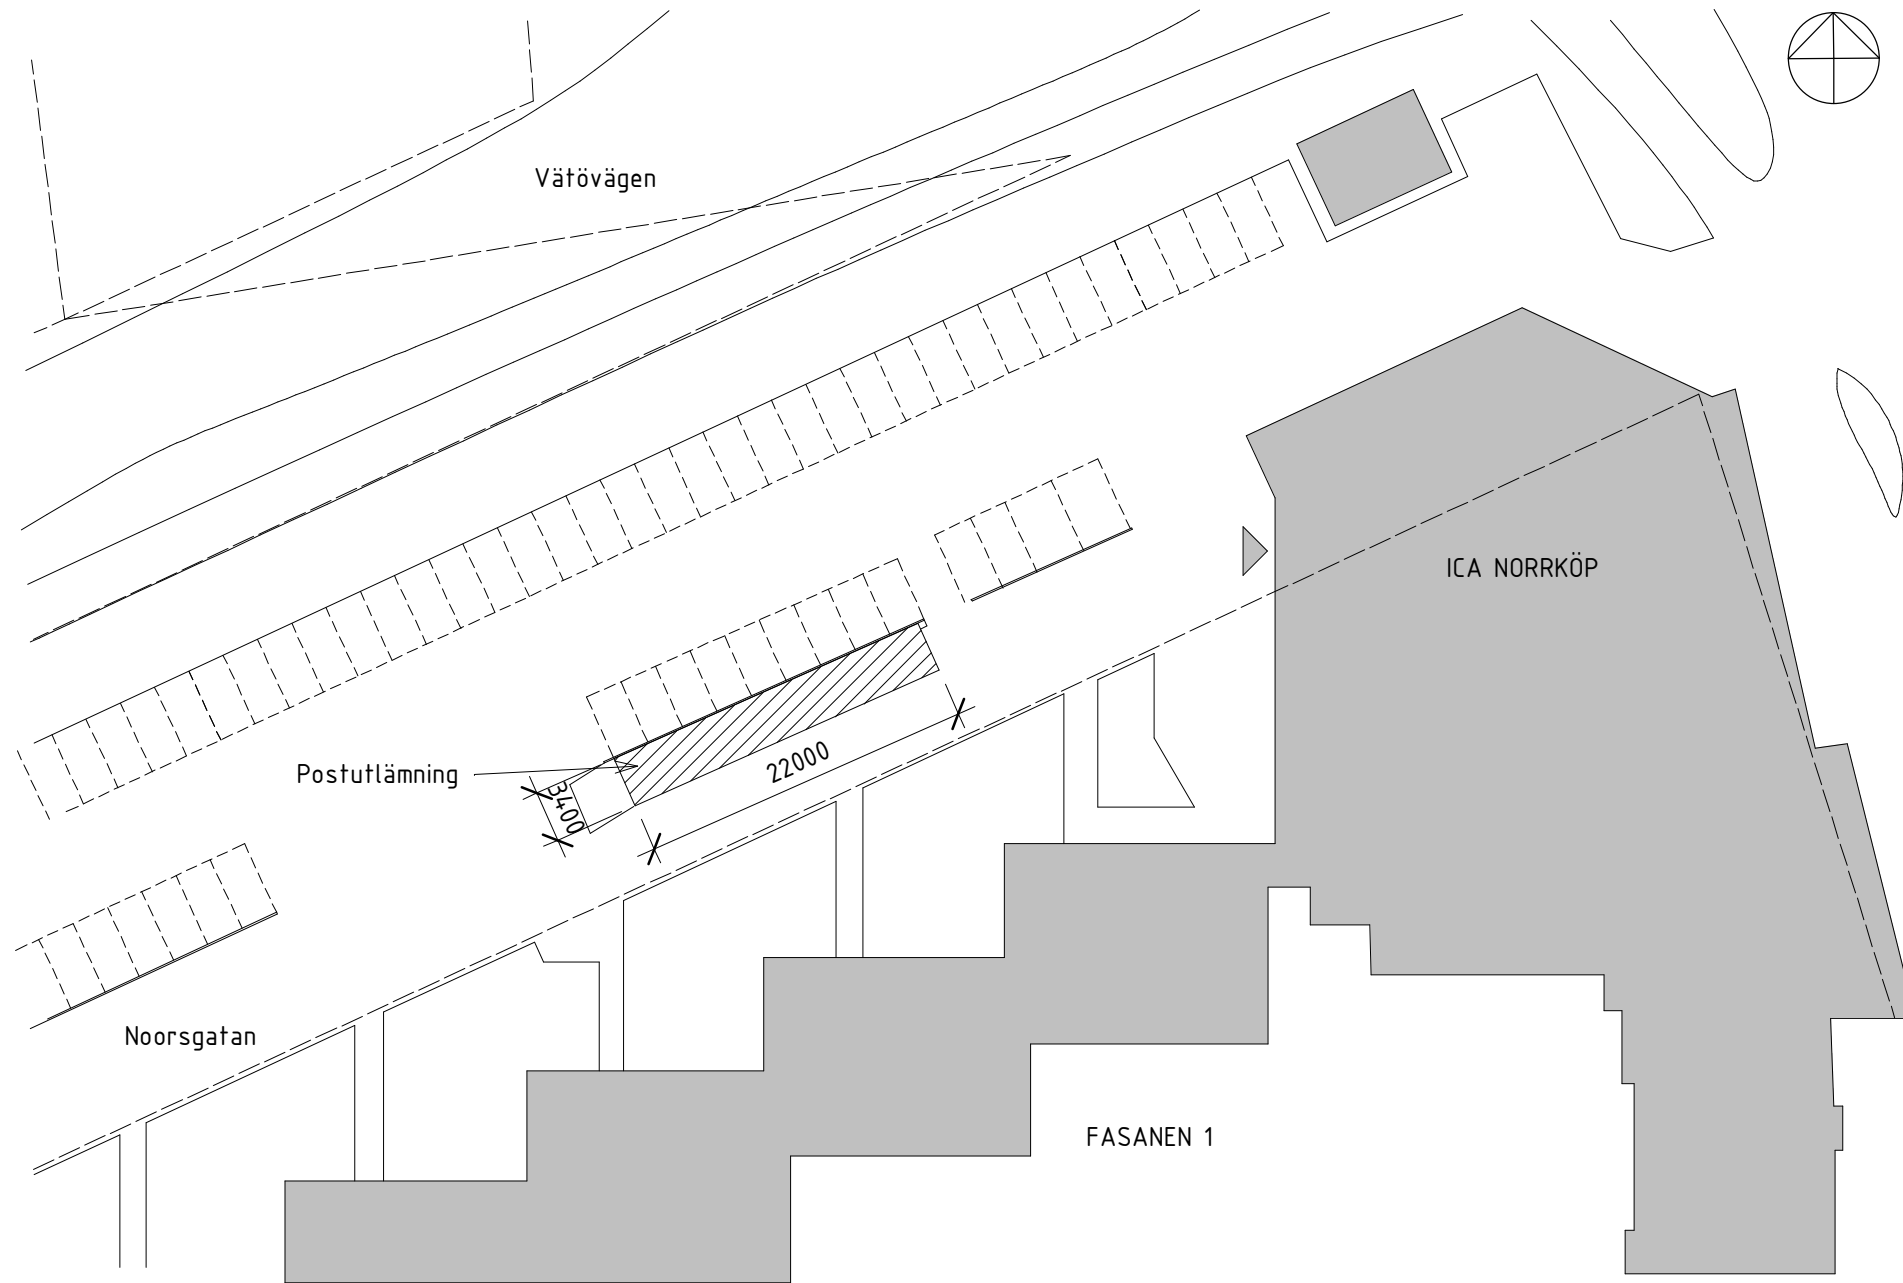 Vätövägen
ICA NORRKÖP
Postutlämning
22000
3400
Noorsgatan
FASANEN 1